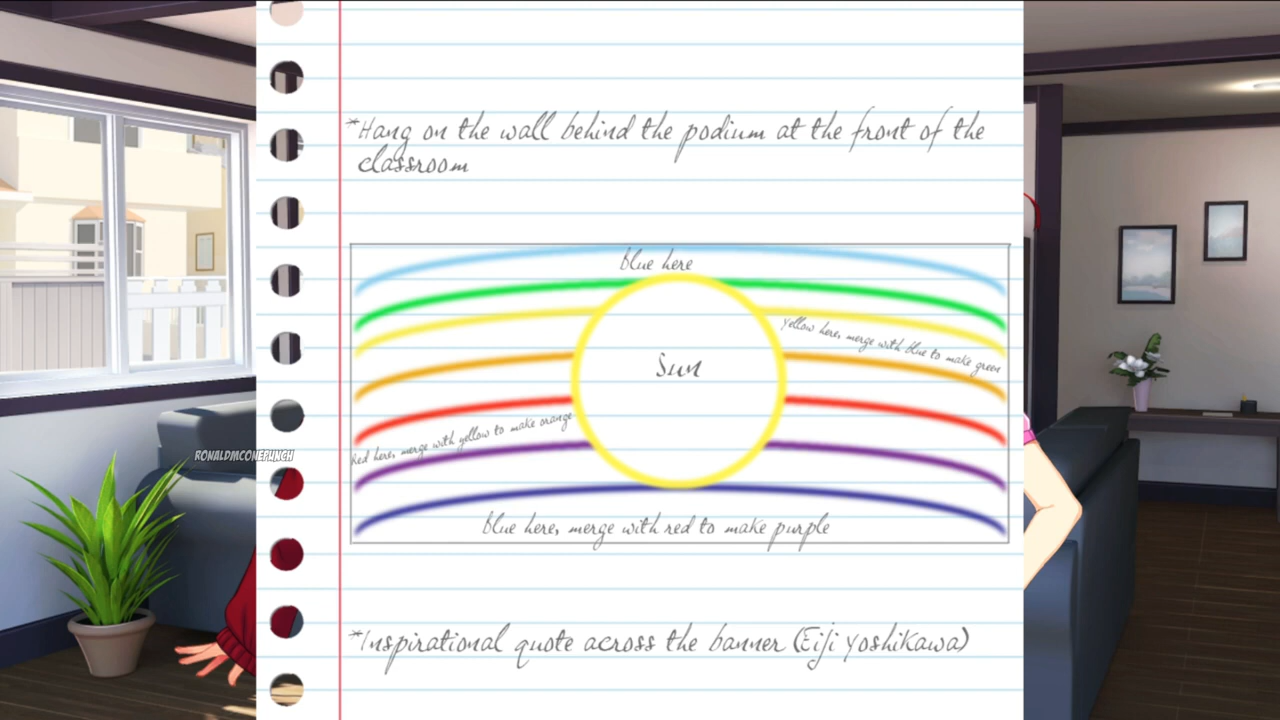 *Hang on the wall behind the podium at the front of the
classroom
blue here
yellow here, merge with blue to make green
Sun
Red here, merge with yellow to make orange
RONALDMCONEPUNCH
blue here, merge with red to make purple
*Inspirational quote across the banner (Eiji Yoshikawa)